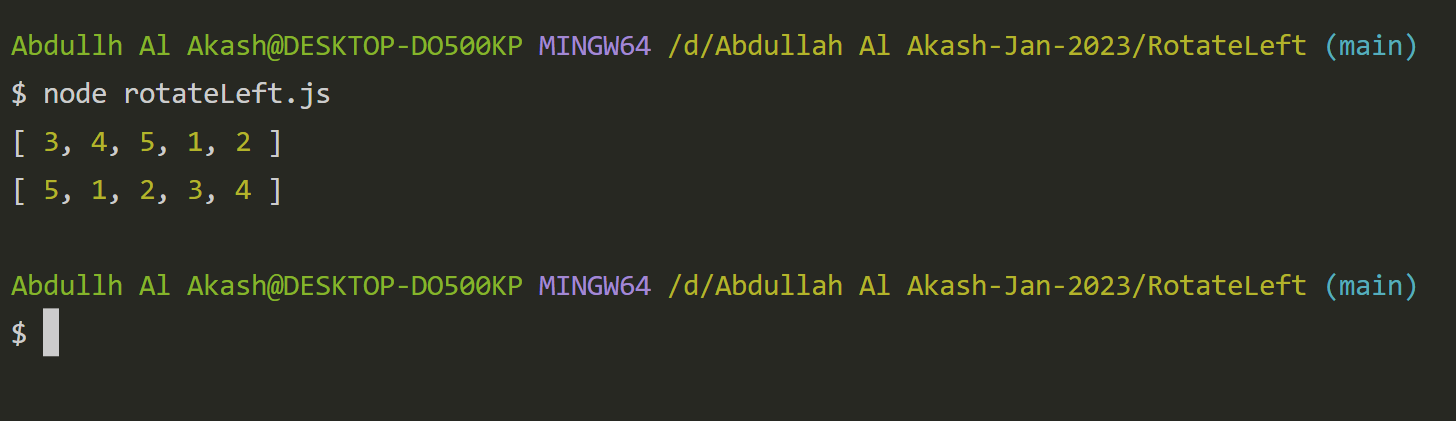 Abdullh Al Akash@DESKTOP-DO500KP MINGW64 /d/Abdullah Al Akash-Jan-2023/RotateLeft (main)
$ node rotateLeft.js
[ 3, 4, 5, 1, 2 ]
[ 5, 1, 2, 3, 4 ]
Abdullh Al Akash@DESKTOP-DO500KP MINGW64 /d/Abdullah Al Akash-Jan-2023/RotateLeft (main)
$